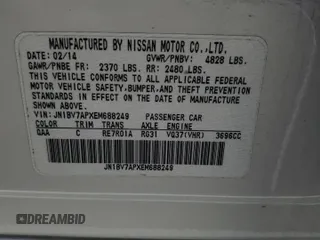 MANUFACTURED BY NISSAN MOTOR CO.,LTD.
DATE: 02/14 GVWR/PNBV: 4828 LBS.
GAWR/PNBE FR: 2370 LBS. RR: 2480 LBS.
THIS VEHICLE CONFORMS TO ALL APPLICABLE FEDERAL
MOTOR VEHICLE SAFETY,BUMPER,AND THEFT PREVENTION
STANDARDS IN EFFECT ON THE DATE OF MANUFACTURE
SHOWN ABOVE.
VIN: JN1BV7APXEM688249 PASSENGER CAR
COLOR TRIM TRANS AXLE ENGINE
QAA C RE7R01A RG31 VQ37(VHR) 3696CC
JN1BV7APXEM688249
DREAMBID